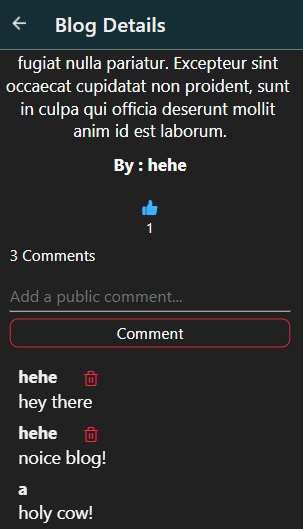 Blog Details
fugiat nulla pariatur. Excepteur sint
occaecat cupidatat non proident, sunt
in culpa qui officia deserunt mollit
anim id est laborum.
By : hehe
1
3 Comments
Add a public comment...
Comment
hehe
hey there
hehe
noice blog!
a
holy cow!